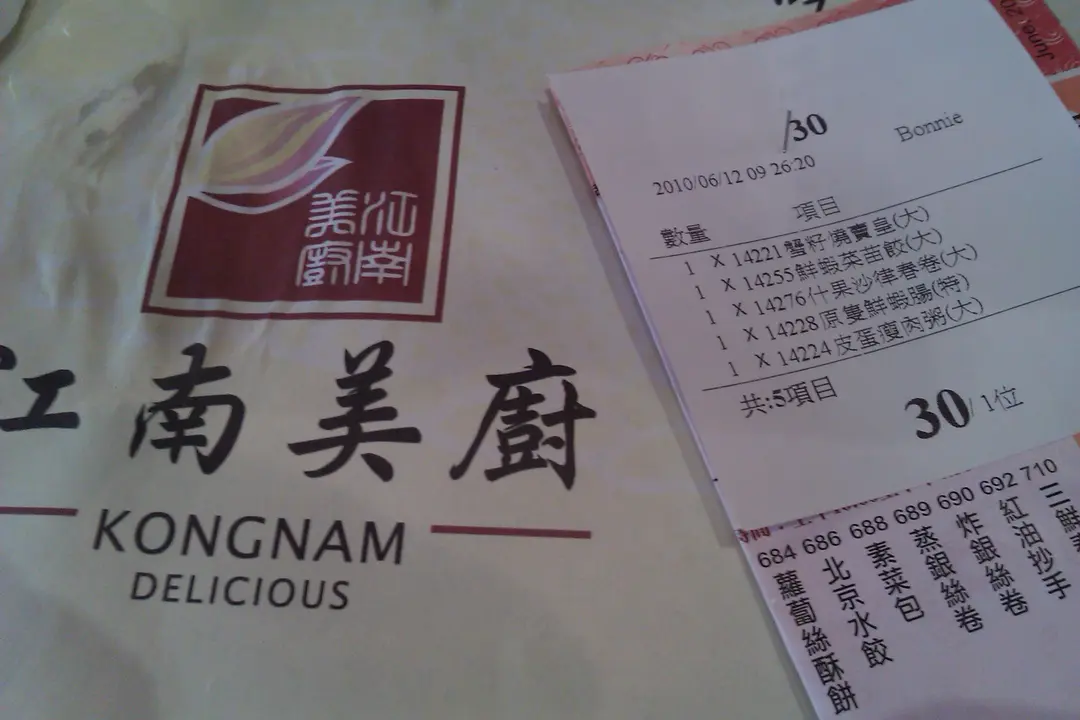 江南
美廚
江南美廚
KONGNAM
DELICIOUS
June 20
/30
Bonnie
2010/06/12 09 26:20
數量 項目
1 X 14221 蟹籽燒賣皇(大)
1 X 14255 鮮蝦菜苗餃(大)
1 X 14276 什果沙律春卷(大)
1 X 14228 原隻鮮蝦腸(特)
1 X 14224 皮蛋瘦肉粥(大)
共:5項目
30/1位
684 蘿蔔絲酥餅
686 北京水餃
688 素菜包
689 蒸銀絲卷
690 炸銀絲卷
692 紅油抄手
710 三鮮